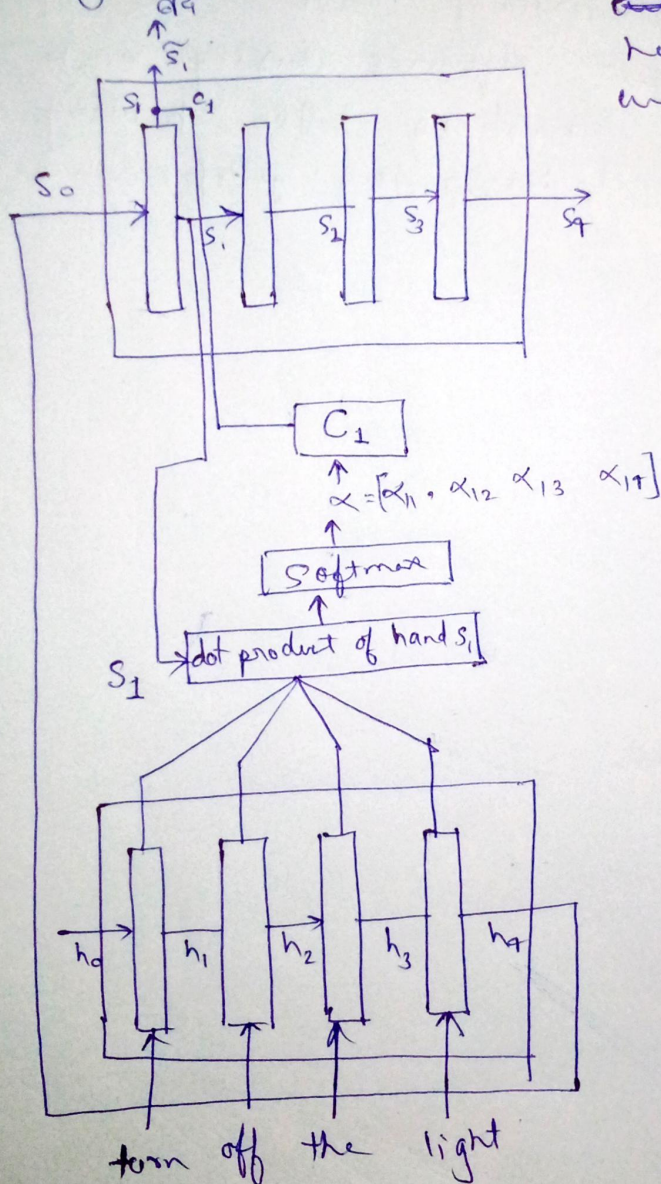 S̃₁
S₁ C₁
S₀
S₁ S₂ S₃ S₄
C₁
α=[α₁₁, α₁₂ α₁₃ α₁₄]
Softmax
dot product of h and S₁
S₁
h₀ h₁ h₂ h₃ h₄
turn off the light